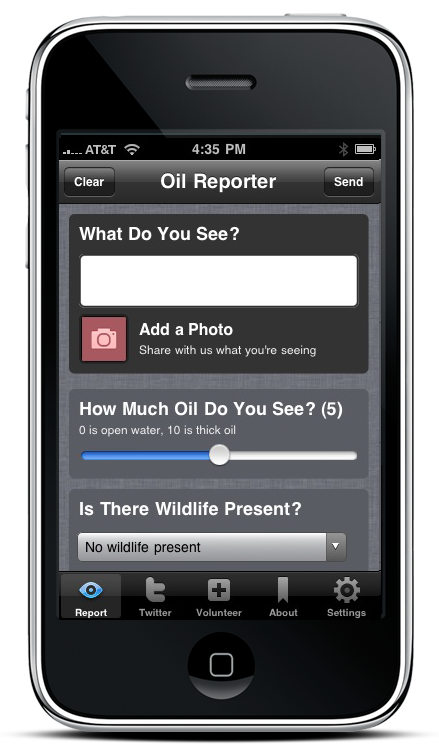 AT&T 4:35 PM
Clear Oil Reporter Send
What Do You See?
Add a Photo
Share with us what you're seeing
How Much Oil Do You See? (5)
0 is open water, 10 is thick oil
Is There Wildlife Present?
No wildlife present
Report Twitter Volunteer About Settings